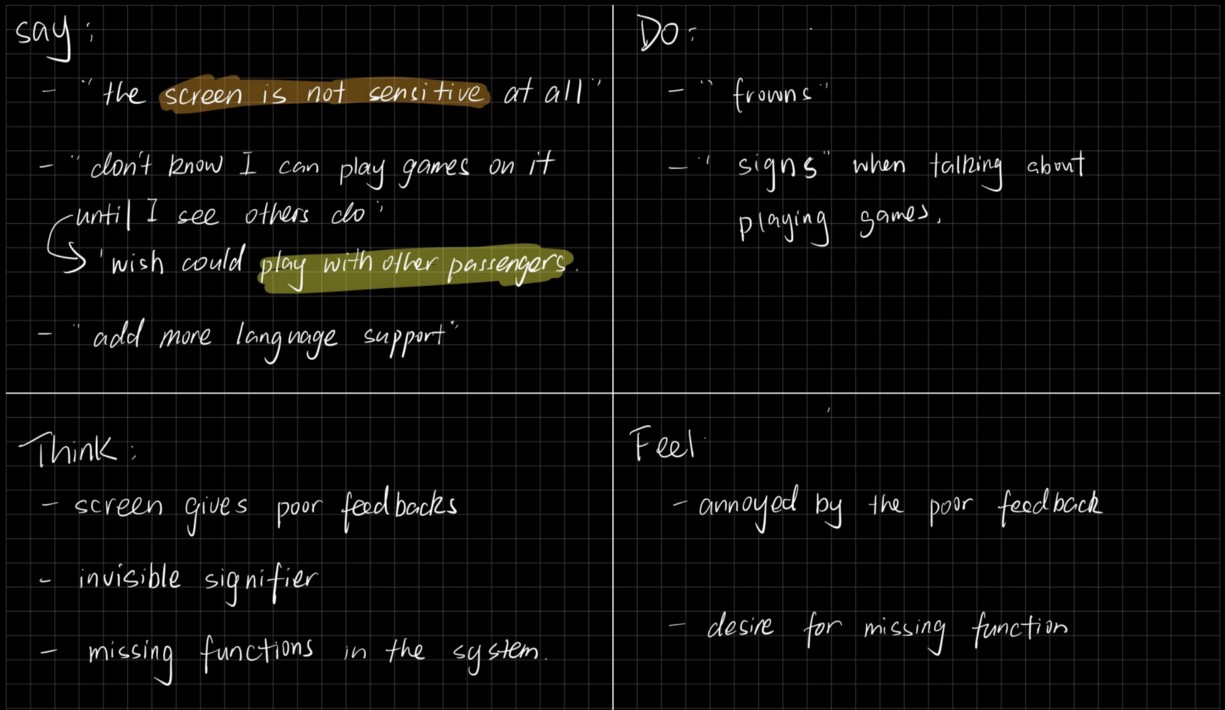 say:
- "the screen is not sensitive at all"
- "don't know I can play games on it
until I see others do"
'wish could play with other passengers.
- "add more language support"
Do:
- "frowns"
- "signs" when talking about
playing games.
Think:
- screen gives poor feedbacks
- invisible signifier
- missing functions in the system.
Feel
- annoyed by the poor feedback
- desire for missing function